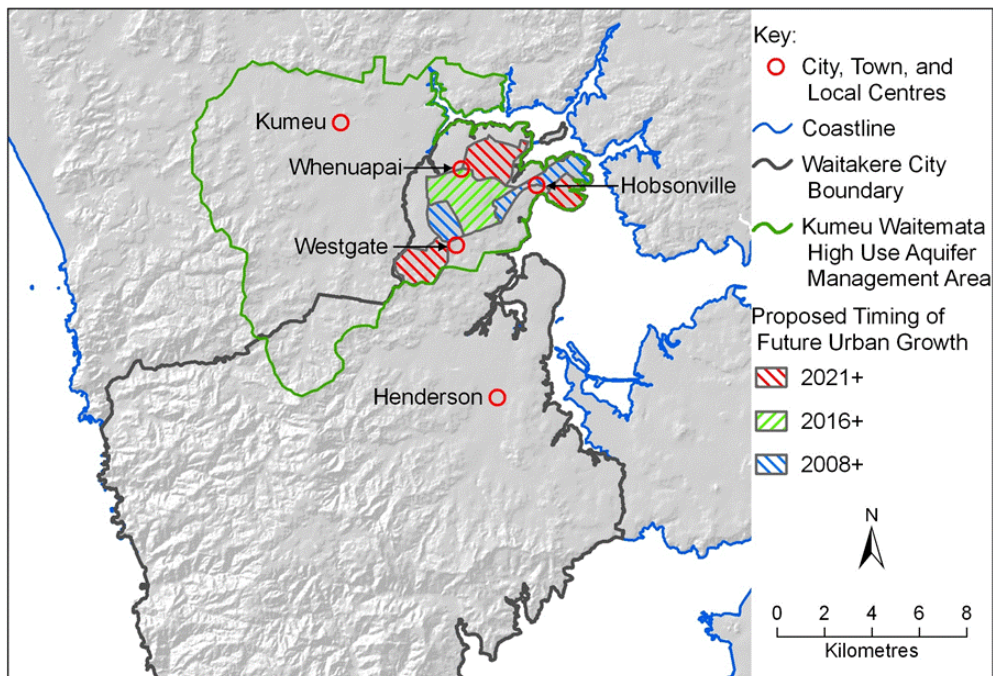 Kumeu
Whenuapai
Hobsonville
Westgate
Henderson
Key:
City, Town, and
Local Centres
Coastline
Waitakere City
Boundary
Kumeu Waitemata
High Use Aquifer
Management Area
Proposed Timing of
Future Urban Growth
2021+
2016+
2008+
N
0 2 4 6 8
Kilometres